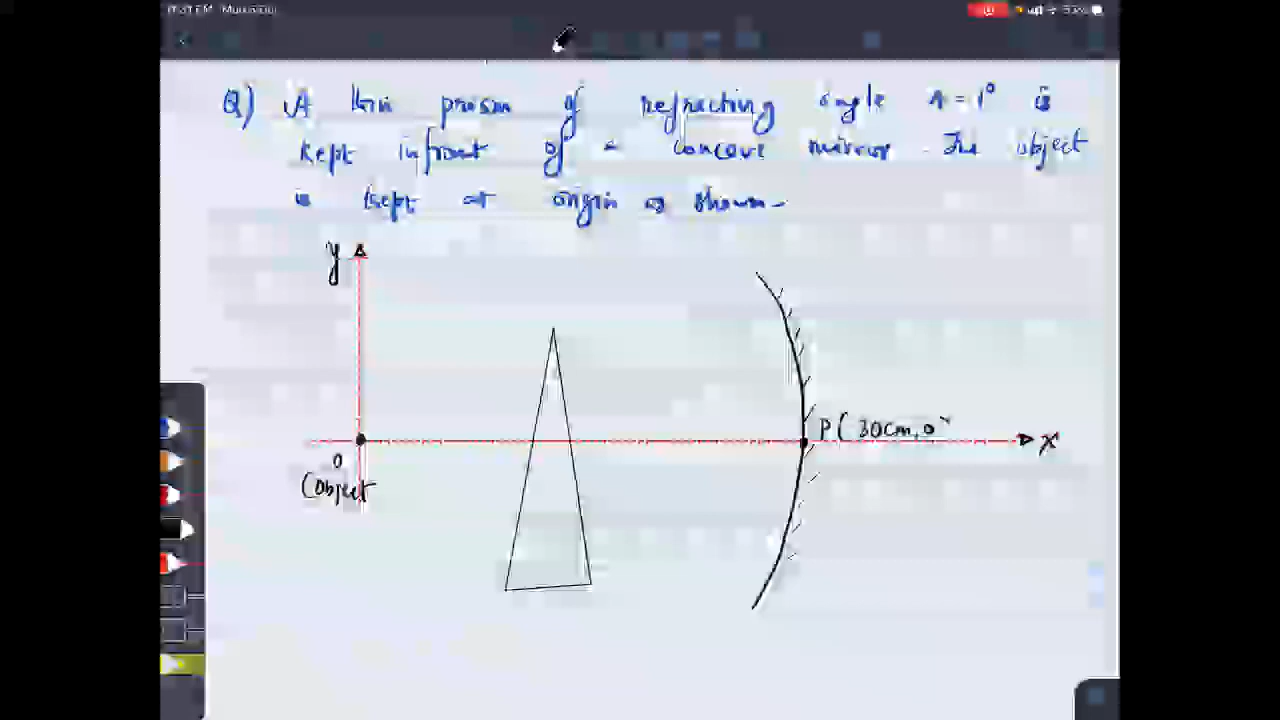 Q) A thin prism of refracting angle A = 1° is
kept infront of a concave mirror. The object
is kept at origin as shown-
y
P( 30cm, 0
x
O
(object